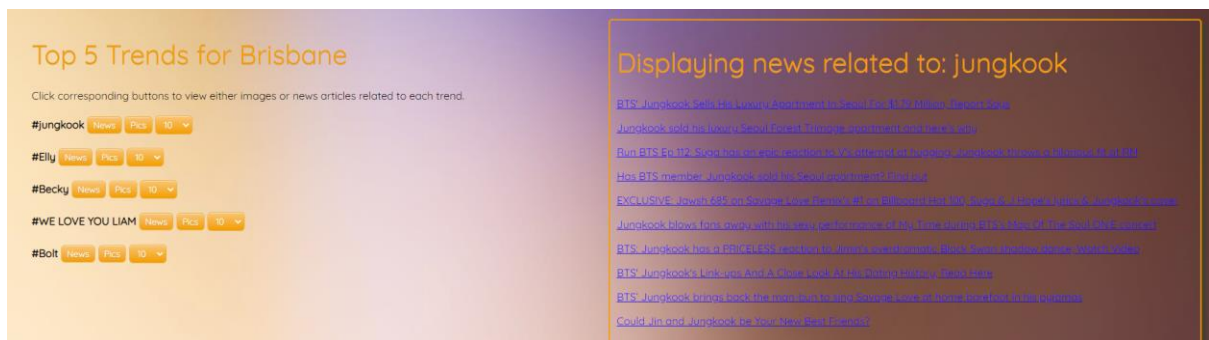 Top 5 Trends for Brisbane
Click corresponding buttons to view either images or news articles related to each trend.
#jungkook News Pics 10
#Elly News Pics 10
#Becky News Pics 10
#WE LOVE YOU LIAM News Pics 10
#Bolt News Pics 10
Displaying news related to: jungkook
BTS' Jungkook Sells His Luxury Apartment in Seoul For $1.79 Million, Report Says
Jungkook sold his luxury Seoul Forest Trimage apartment and here's why
Run BTS Ep 112: Suga has an epic reaction to V's attempt at hugging; Jungkook throws a hilarious at RM
Has BTS member Jungkook sold his Seoul apartment? Find out
EXCLUSIVE: Jawsh 685 on Savage Love Remix's #1 on Billboard Hot 100, Suga & J Hope's lyrics & Jungkook's cover
Jungkook blows fans away with his sexy performance of My Time during BTS's Map Of The Soul ON:E concert
BTS: Jungkook has a PRICELESS reaction to Jimin's overdramatic Black Swan shadow dance; Watch Video
BTS' Jungkook's Link-ups And A Close Look At His Dating History; Read Here
BTS' Jungkook brings back the man-bun to sing Savage Love at home barefoot in his pyjamas
Could Jin and Jungkook be Your New Best Friends?